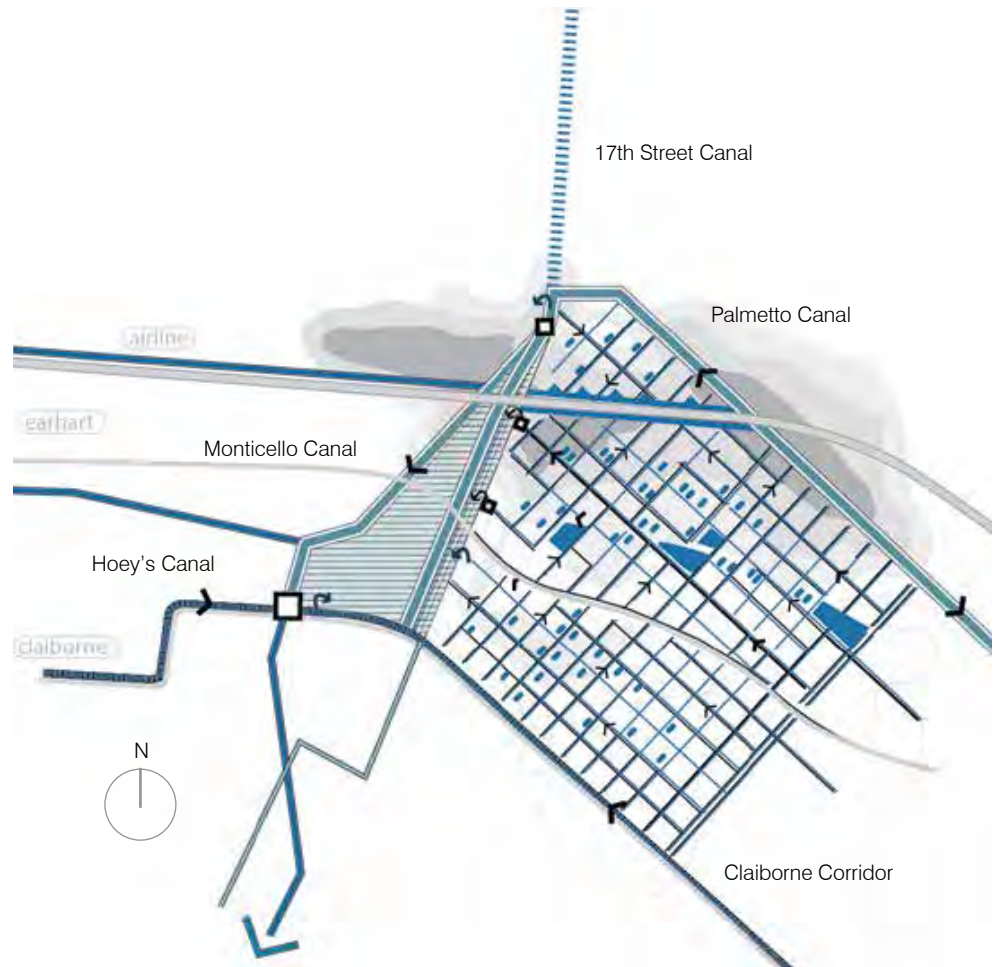 17th Street Canal
Palmetto Canal
airline
earhart
Monticello Canal
Hoey's Canal
claiborne
N
Claiborne Corridor